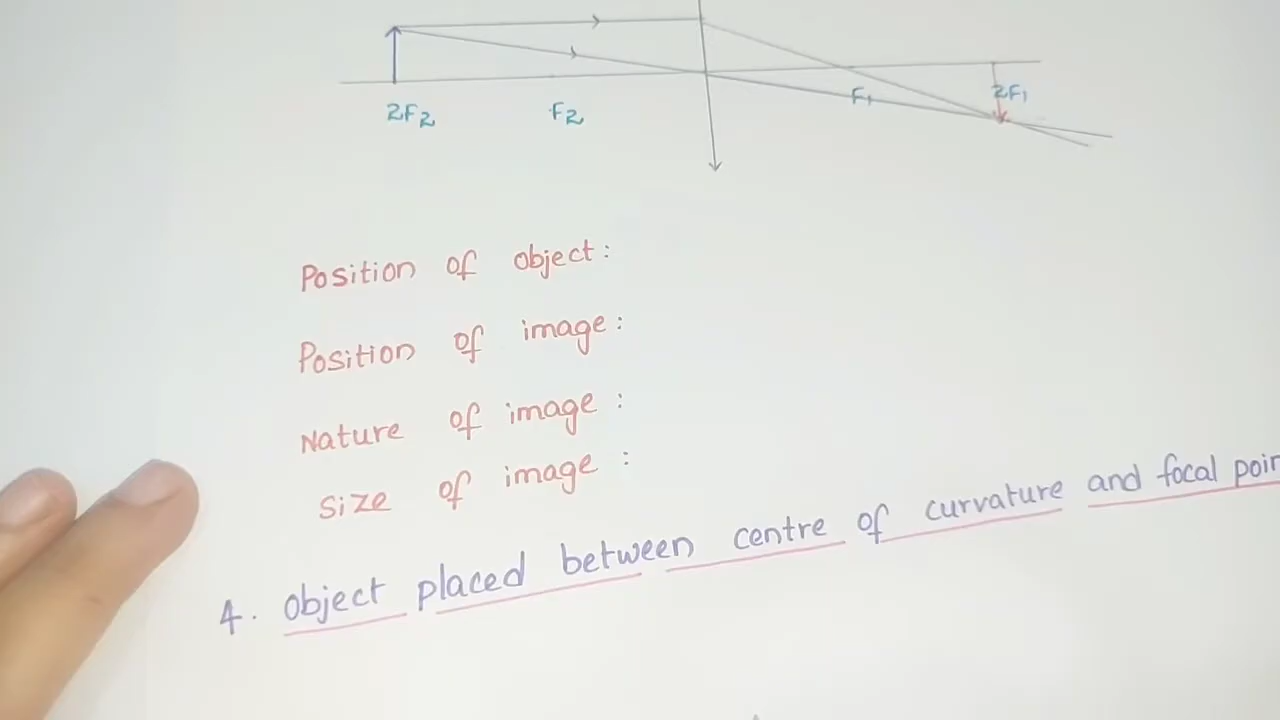 2F2 F2 F1 2F1
Position of object:
Position of image:
Nature of image:
Size of image:
4. Object placed between centre of curvature and focal poin